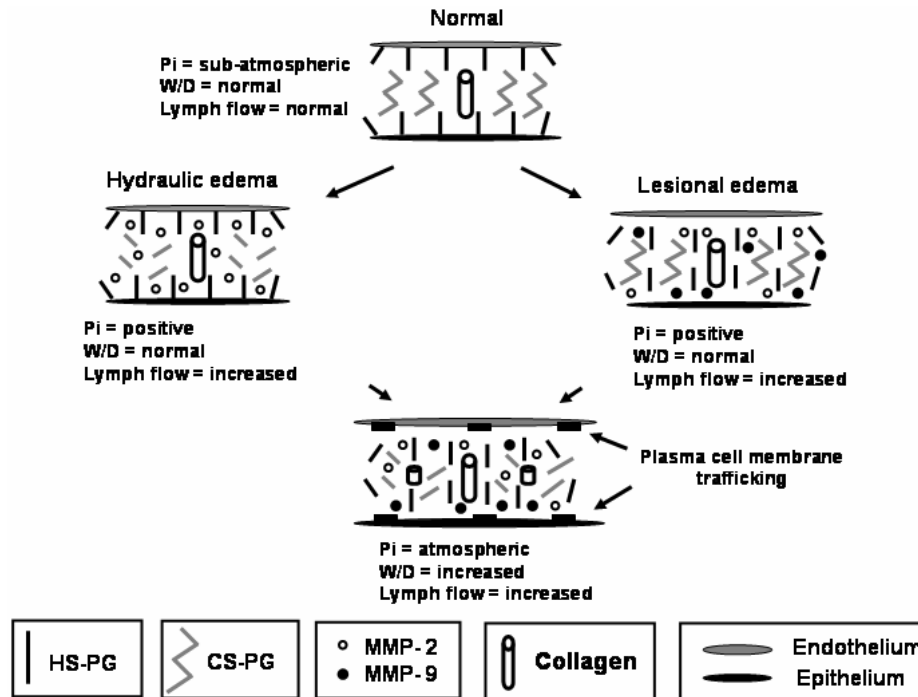 Normal
Pi = sub-atmospheric
W/D = normal
Lymph flow = normal
Hydraulic edema
Pi = positive
W/D = normal
Lymph flow = increased
Lesional edema
Pi = positive
W/D = normal
Lymph flow = increased
Plasma cell membrane
trafficking
Pi = atmospheric
W/D = increased
Lymph flow = increased
HS-PG
CS-PG
MMP-2
MMP-9
Collagen
Endothelium
Epithelium